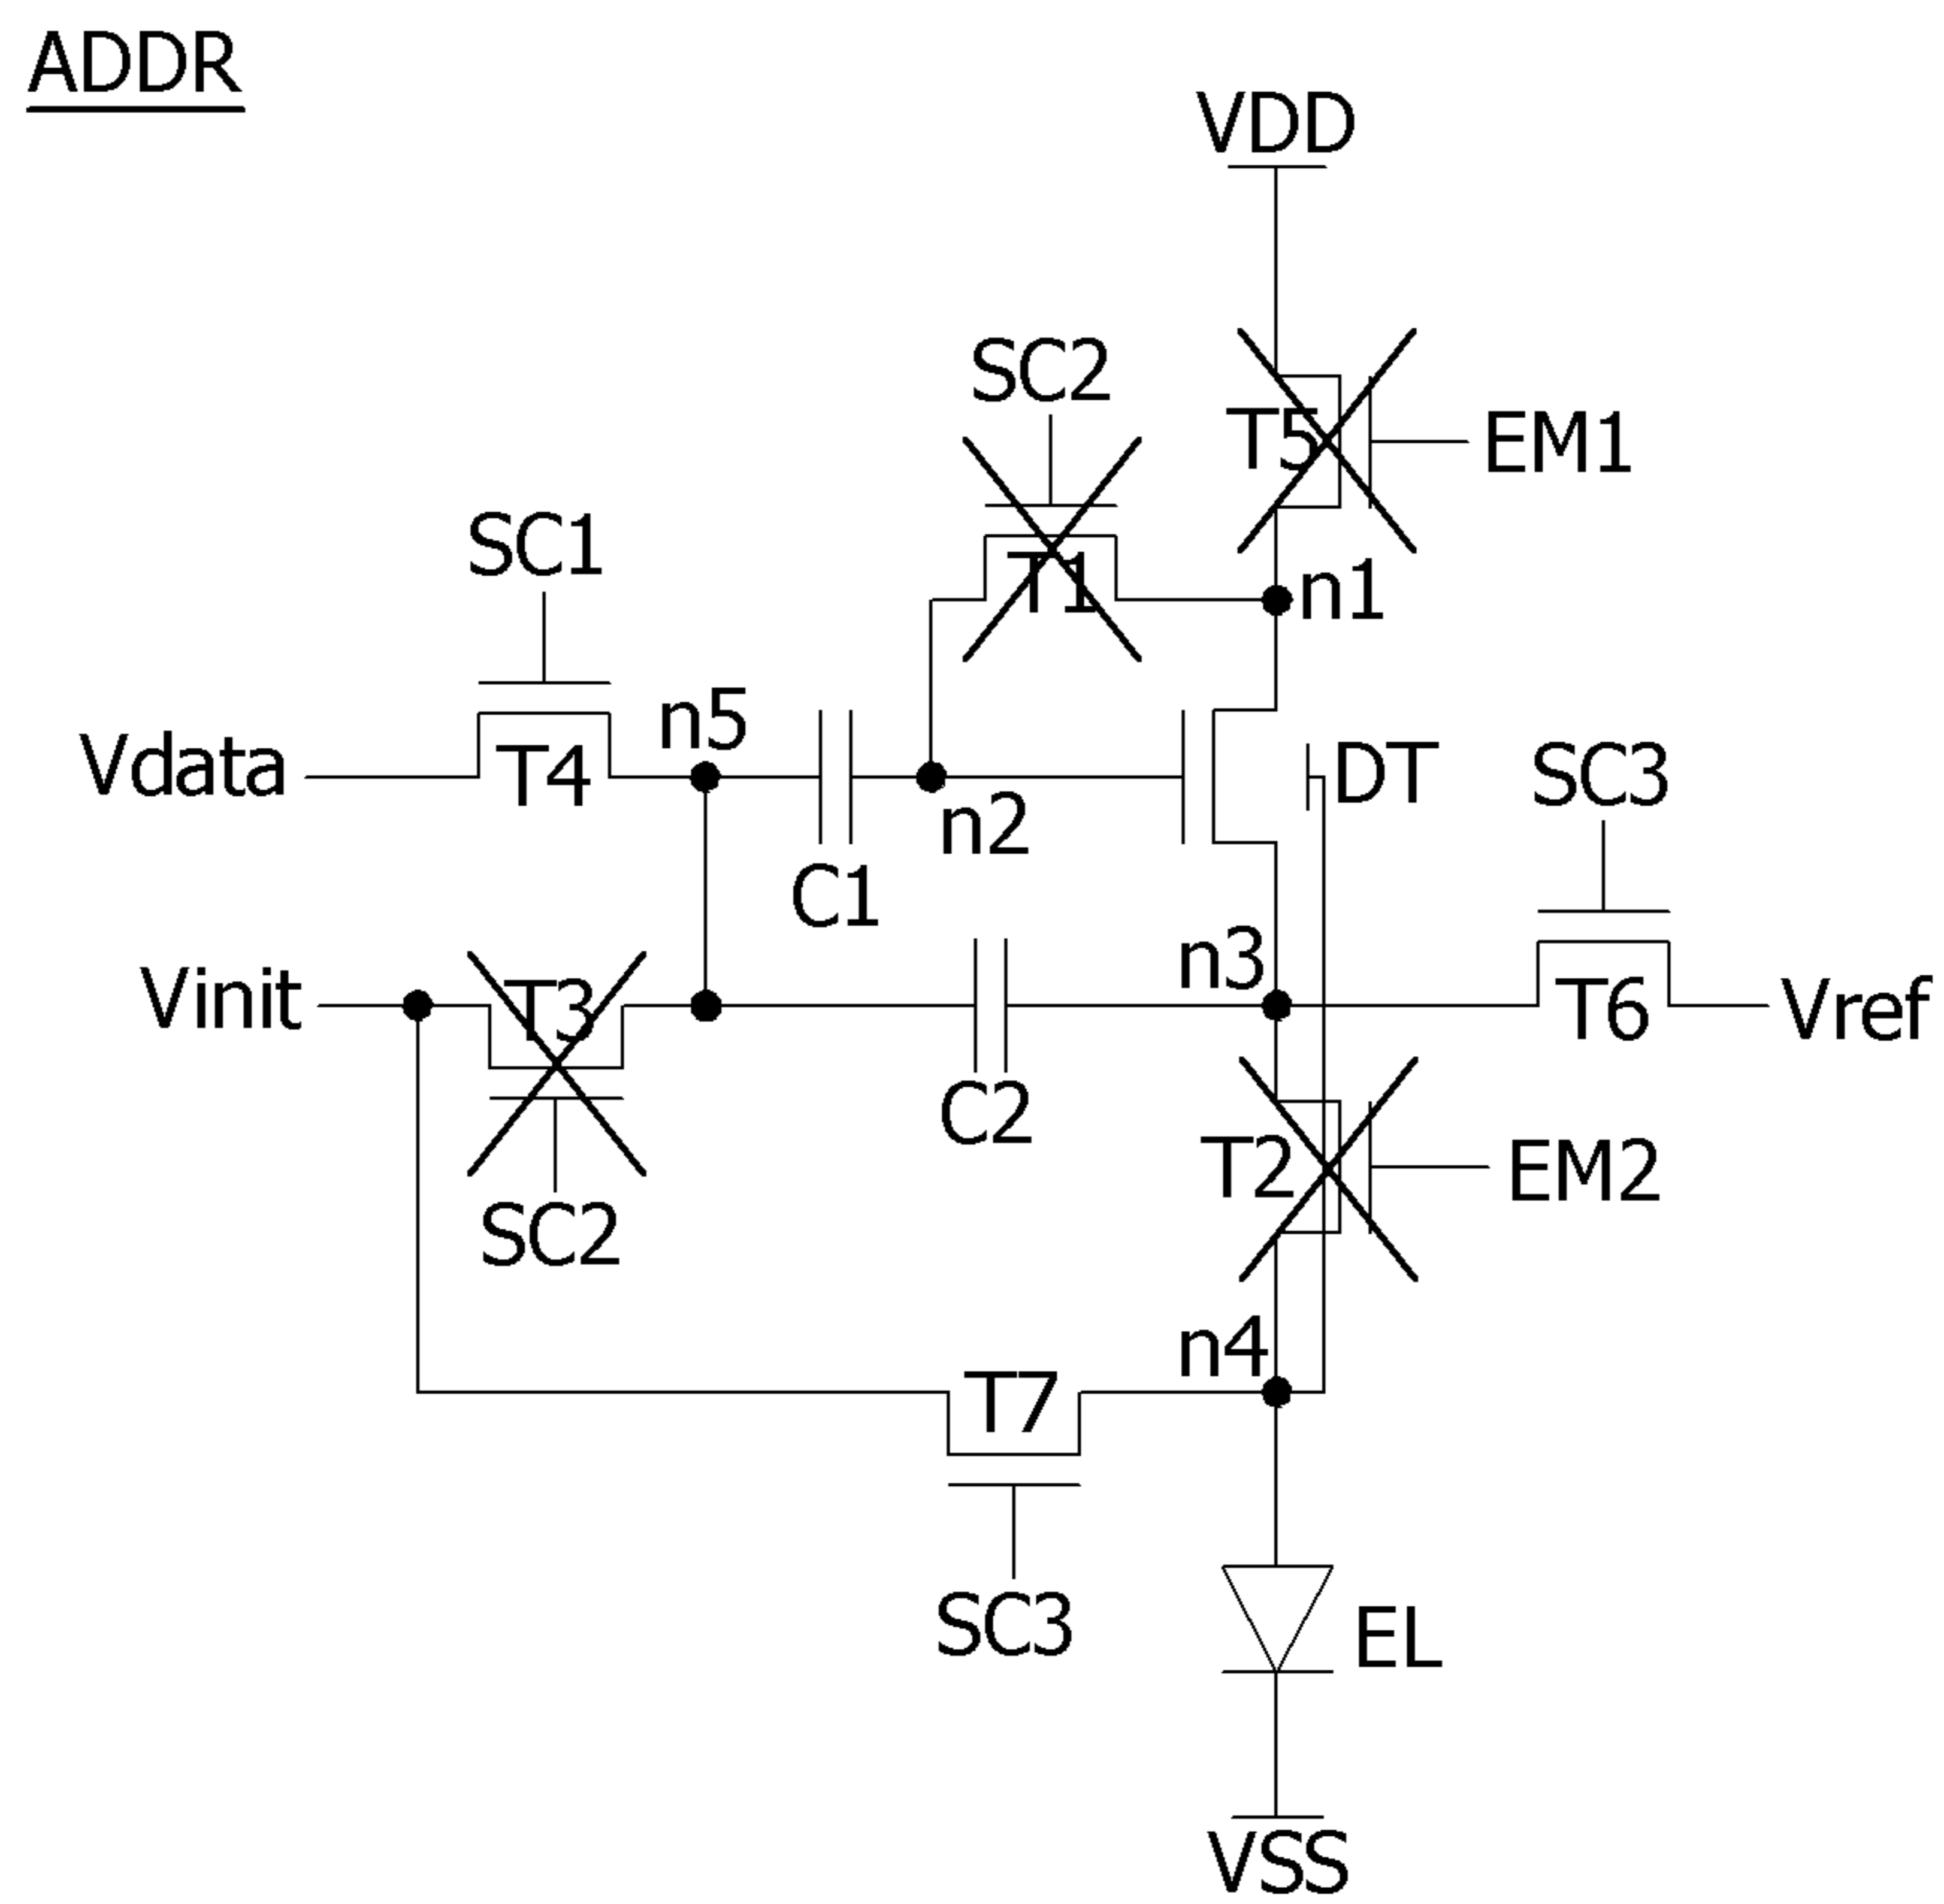 ADDR
VDD
SC2
T5
EM1
SC1
T1
n1
n5
Vdata
T4
DT
SC3
n2
C1
n3
Vinit
T3
T6
Vref
C2
T2
EM2
SC2
n4
T7
SC3
EL
VSS